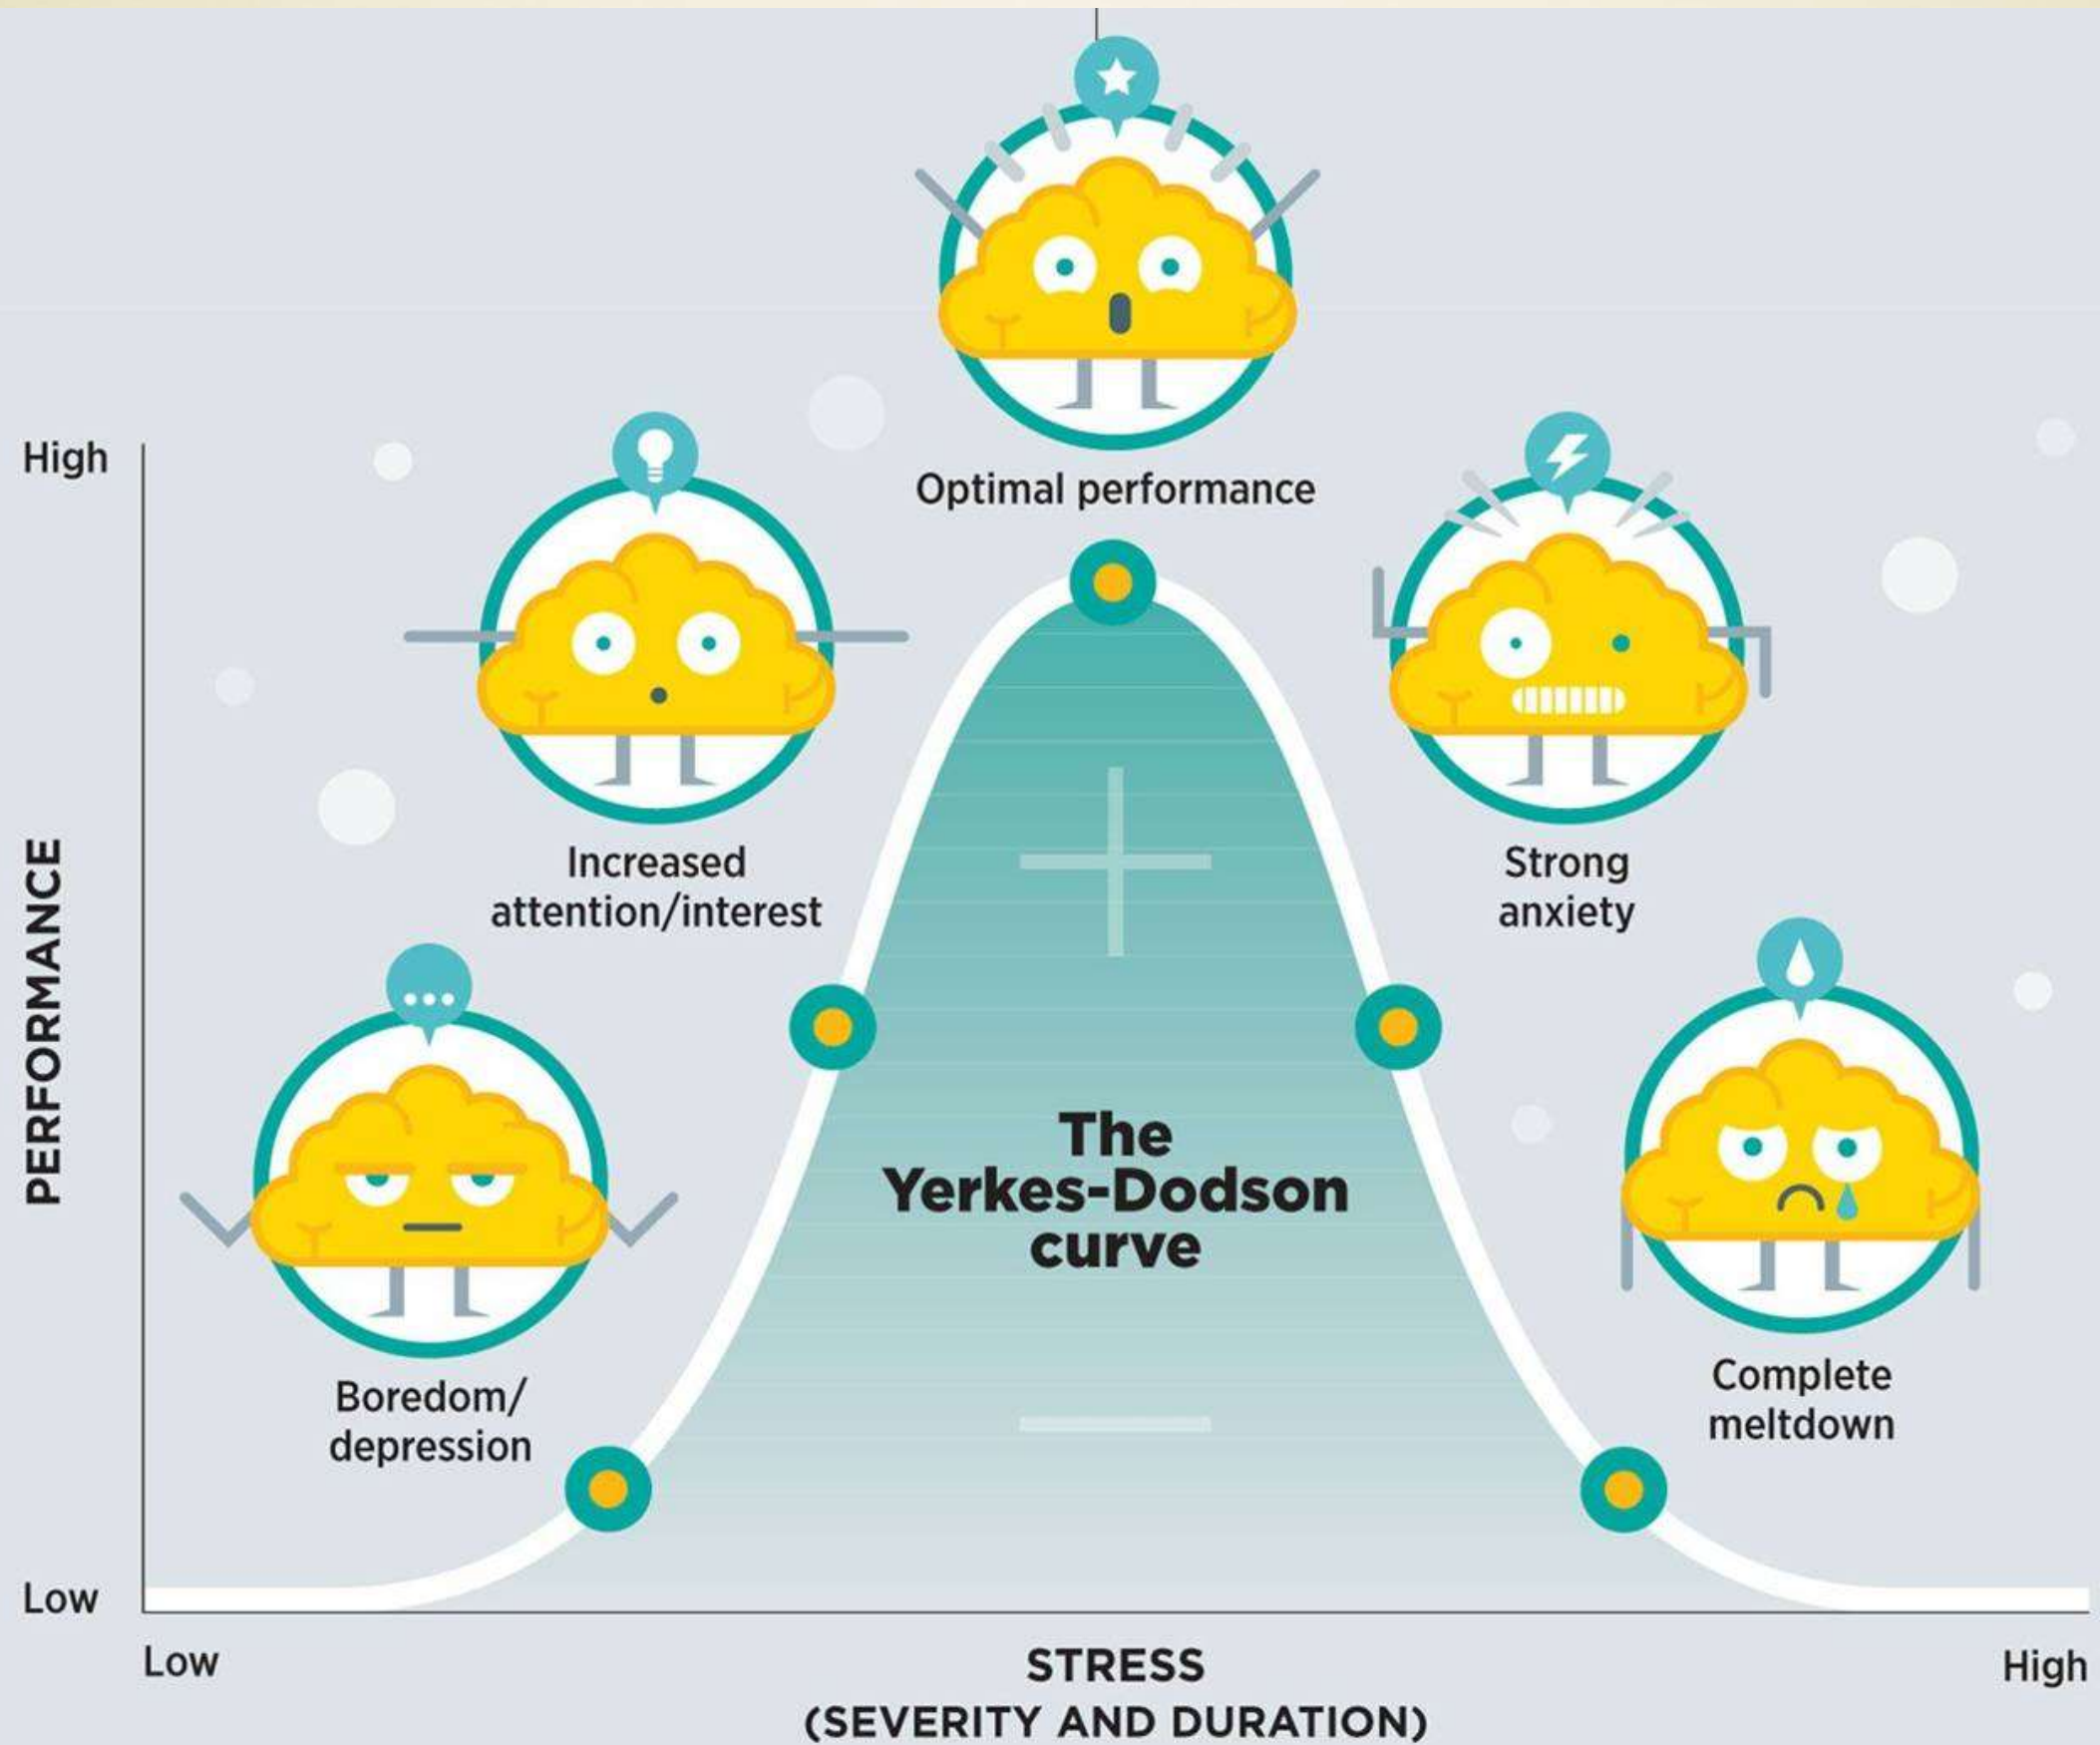 Optimal performance
High
Increased
attention/interest
Strong
anxiety
PERFORMANCE
Boredom/
depression
The
Yerkes-Dodson
curve
Complete
meltdown
Low
Low
STRESS
(SEVERITY AND DURATION)
High